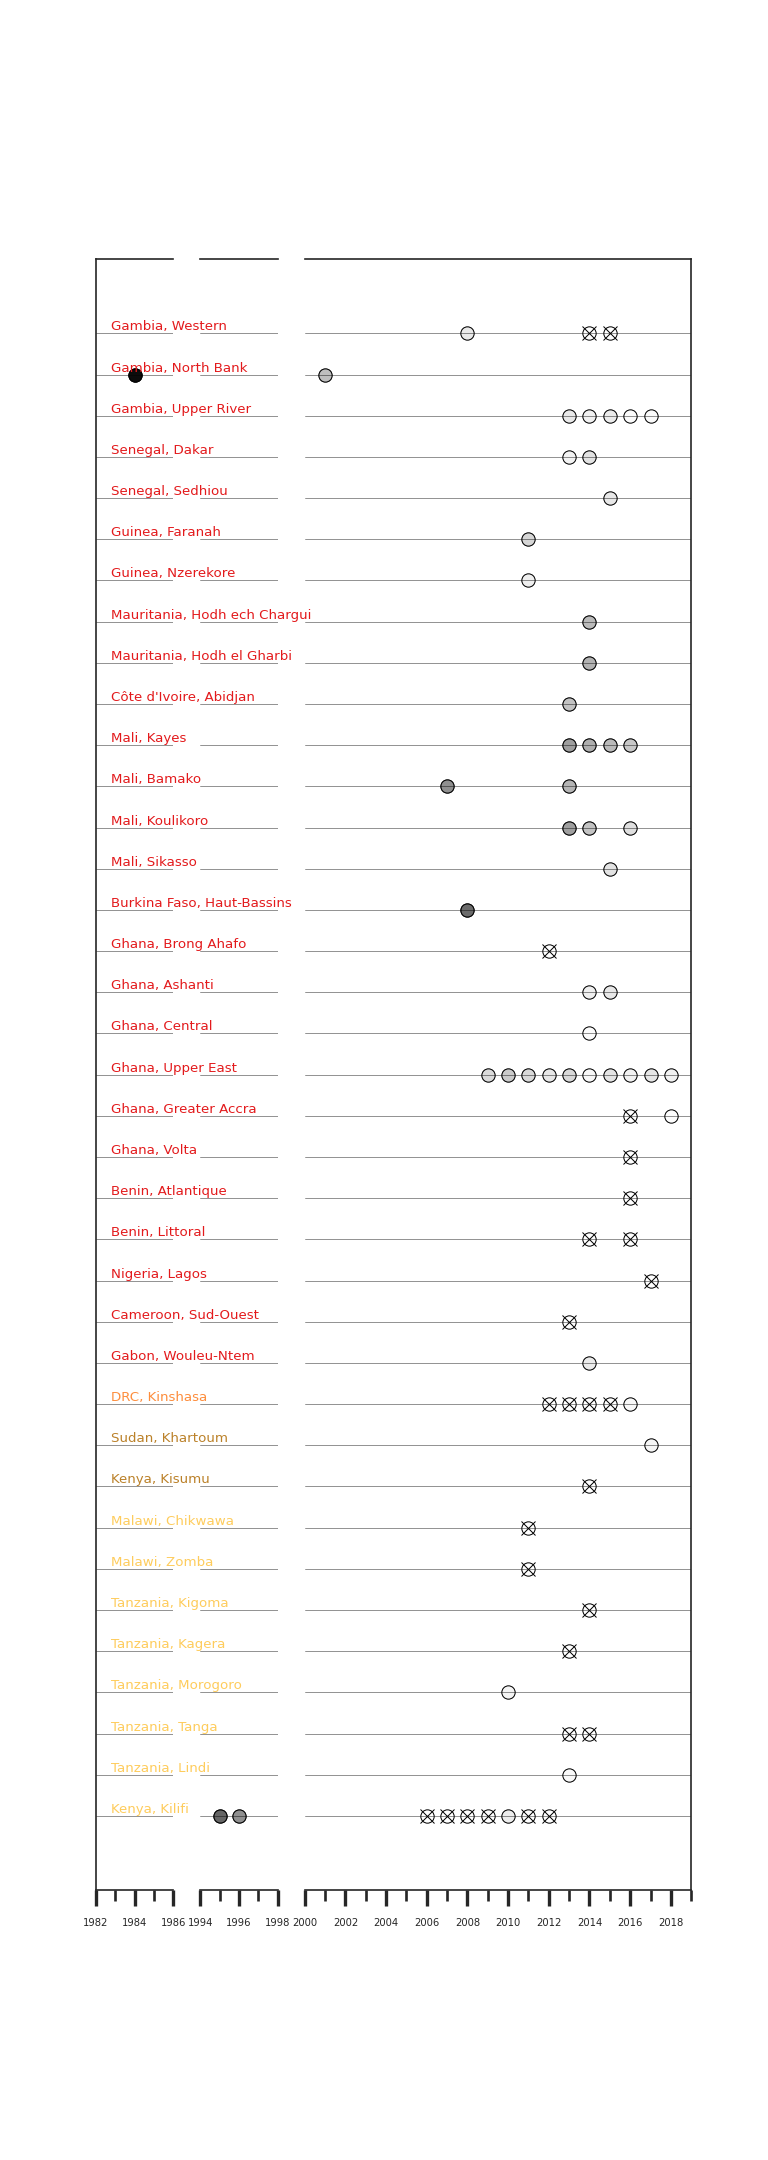 Gambia, Western
Gambia, North Bank
Gambia, Upper River
Senegal, Dakar
Senegal, Sedhiou
Guinea, Faranah
Guinea, Nzerekore
Mauritania, Hodh ech Chargui
Mauritania, Hodh el Gharbi
Côte d'Ivoire, Abidjan
Mali, Kayes
Mali, Bamako
Mali, Koulikoro
Mali, Sikasso
Burkina Faso, Haut-Bassins
Ghana, Brong Ahafo
Ghana, Ashanti
Ghana, Central
Ghana, Upper East
Ghana, Greater Accra
Ghana, Volta
Benin, Atlantique
Benin, Littoral
Nigeria, Lagos
Cameroon, Sud-Ouest
Gabon, Wouleu-Ntem
DRC, Kinshasa
Sudan, Khartoum
Kenya, Kisumu
Malawi, Chikwawa
Malawi, Zomba
Tanzania, Kigoma
Tanzania, Kagera
Tanzania, Morogoro
Tanzania, Tanga
Tanzania, Lindi
Kenya, Kilifi
1982 1984 1986 1994 1996 1998 2000 2002 2004 2006 2008 2010 2012 2014 2016 2018